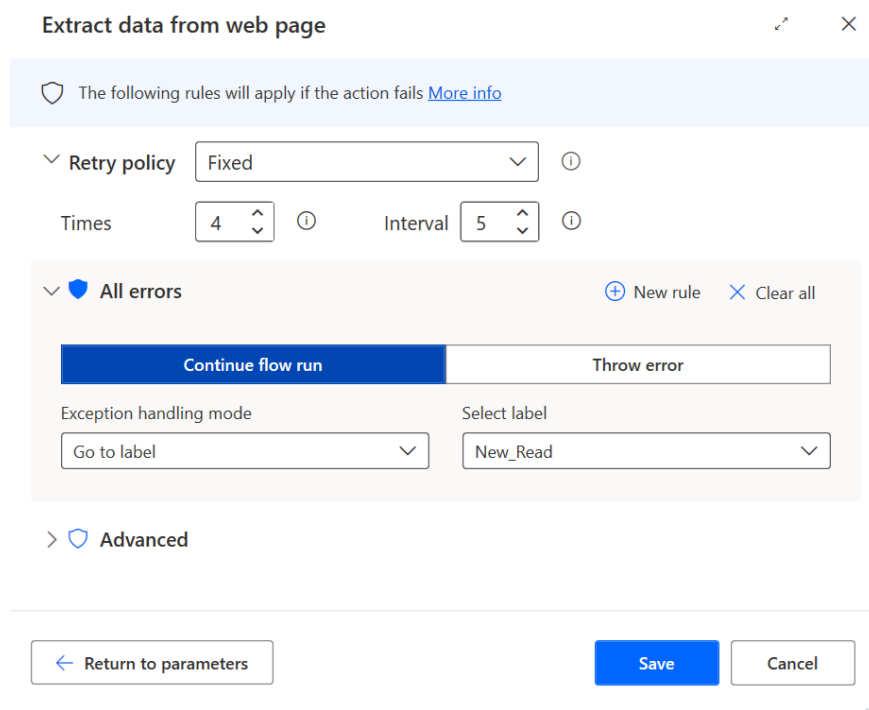 Extract data from web page
The following rules will apply if the action fails More info
Retry policy Fixed
Times 4 Interval 5
All errors New rule Clear all
Continue flow run Throw error
Exception handling mode Select label
Go to label New_Read
Advanced
Return to parameters Save Cancel